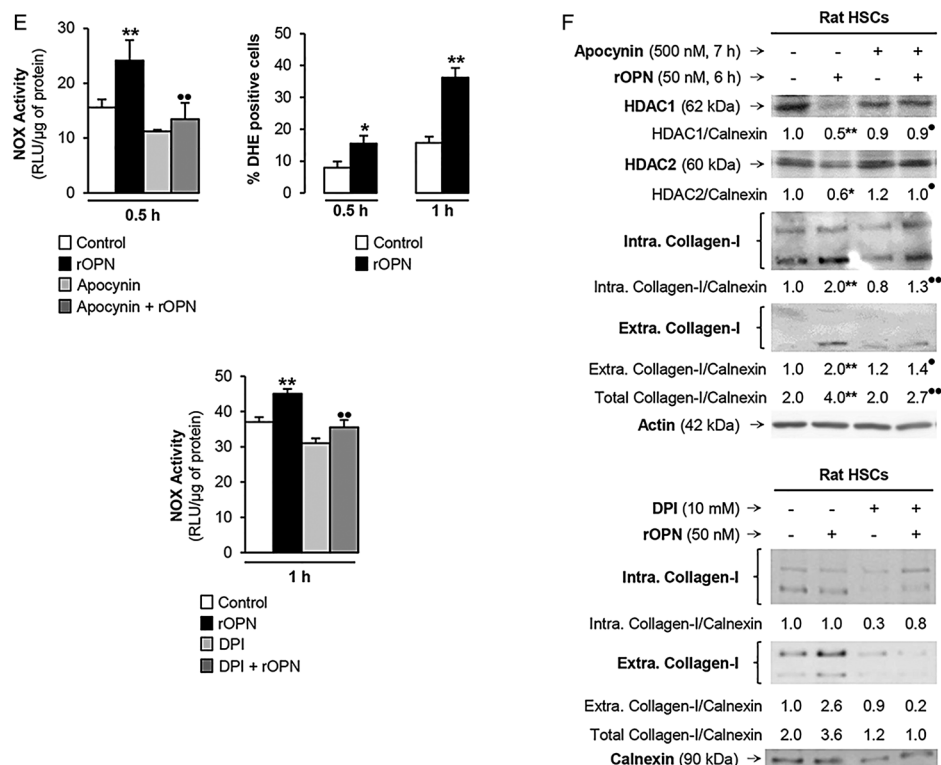 E
NOX Activity
(RLU/µg of protein)
30
20
10
0
**
••
0.5 h
Control
rOPN
Apocynin
Apocynin + rOPN
% DHE positive cells
50
40
30
20
10
0
*
**
0.5 h 1 h
Control
rOPN
NOX Activity
(RLU/µg of protein)
50
40
30
20
10
0
**
••
1 h
Control
rOPN
DPI
DPI + rOPN
F
Rat HSCs
Apocynin (500 nM, 7 h) → - - + +
rOPN (50 nM, 6 h) → - + - +
HDAC1 (62 kDa) →
HDAC1/Calnexin 1.0 0.5** 0.9 0.9•
HDAC2 (60 kDa) →
HDAC2/Calnexin 1.0 0.6* 1.2 1.0•
Intra. Collagen-I
Intra. Collagen-I/Calnexin 1.0 2.0** 0.8 1.3••
Extra. Collagen-I
Extra. Collagen-I/Calnexin 1.0 2.0** 1.2 1.4•
Total Collagen-I/Calnexin 2.0 4.0** 2.0 2.7••
Actin (42 kDa) →
Rat HSCs
DPI (10 mM) → - - + +
rOPN (50 nM) → - + - +
Intra. Collagen-I
Intra. Collagen-I/Calnexin 1.0 1.0 0.3 0.8
Extra. Collagen-I
Extra. Collagen-I/Calnexin 1.0 2.6 0.9 0.2
Total Collagen-I/Calnexin 2.0 3.6 1.2 1.0
Calnexin (90 kDa) →